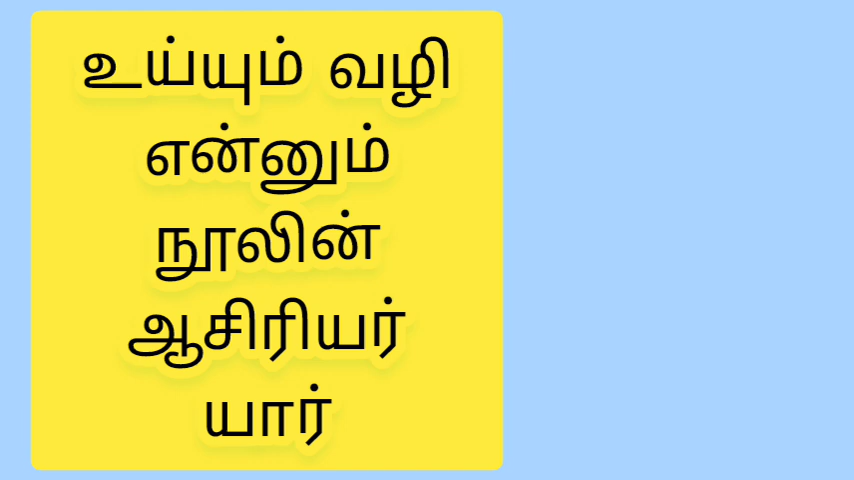 உய்யும் வழி
என்னும்
நூலின்
ஆசிரியர்
யார்